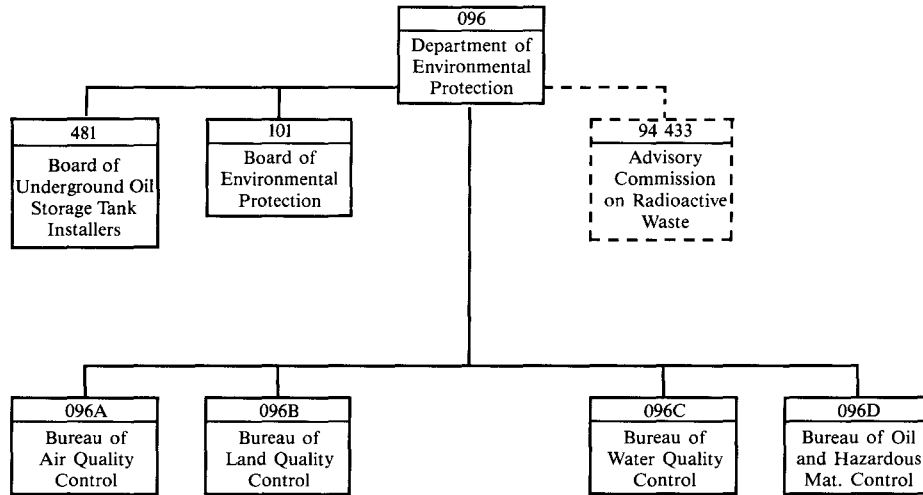 096
Department of
Environmental
Protection
481
Board of
Underground Oil
Storage Tank
Installers
101
Board of
Environmental
Protection
94 433
Advisory
Commission
on Radioactive
Waste
096A
Bureau of
Air Quality
Control
096B
Bureau of
Land Quality
Control
096C
Bureau of
Water Quality
Control
096D
Bureau of Oil
and Hazardous
Mat. Control